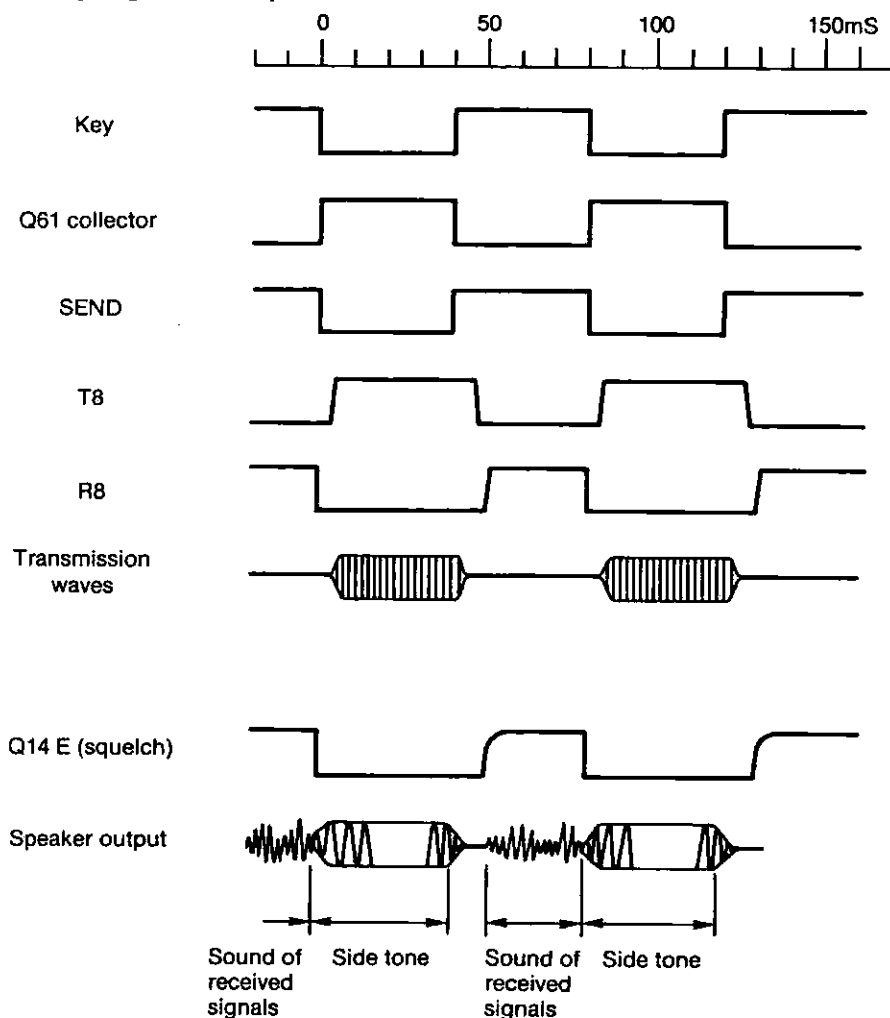 0 50 100 150mS
Key
Q61 collector
SEND
T8
R8
Transmission
waves
Q14 E (squelch)
Speaker output
Sound of
received
signals
Side tone
Sound of
received
signals
Side tone